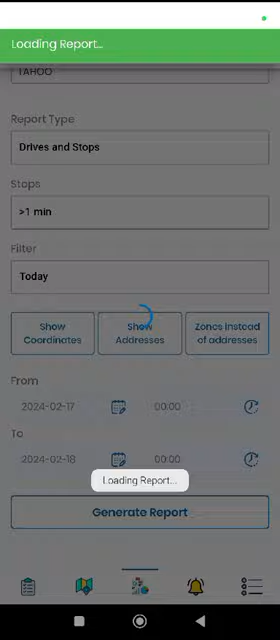 Loading Report...
TAHOO
Report Type
Drives and Stops
Stops
>1 min
Filter
Today
Show Coordinates
Show Addresses
Zones instead of addresses
From
2024-02-17
00:00
To
2024-02-18
00:00
Loading Report...
Generate Report